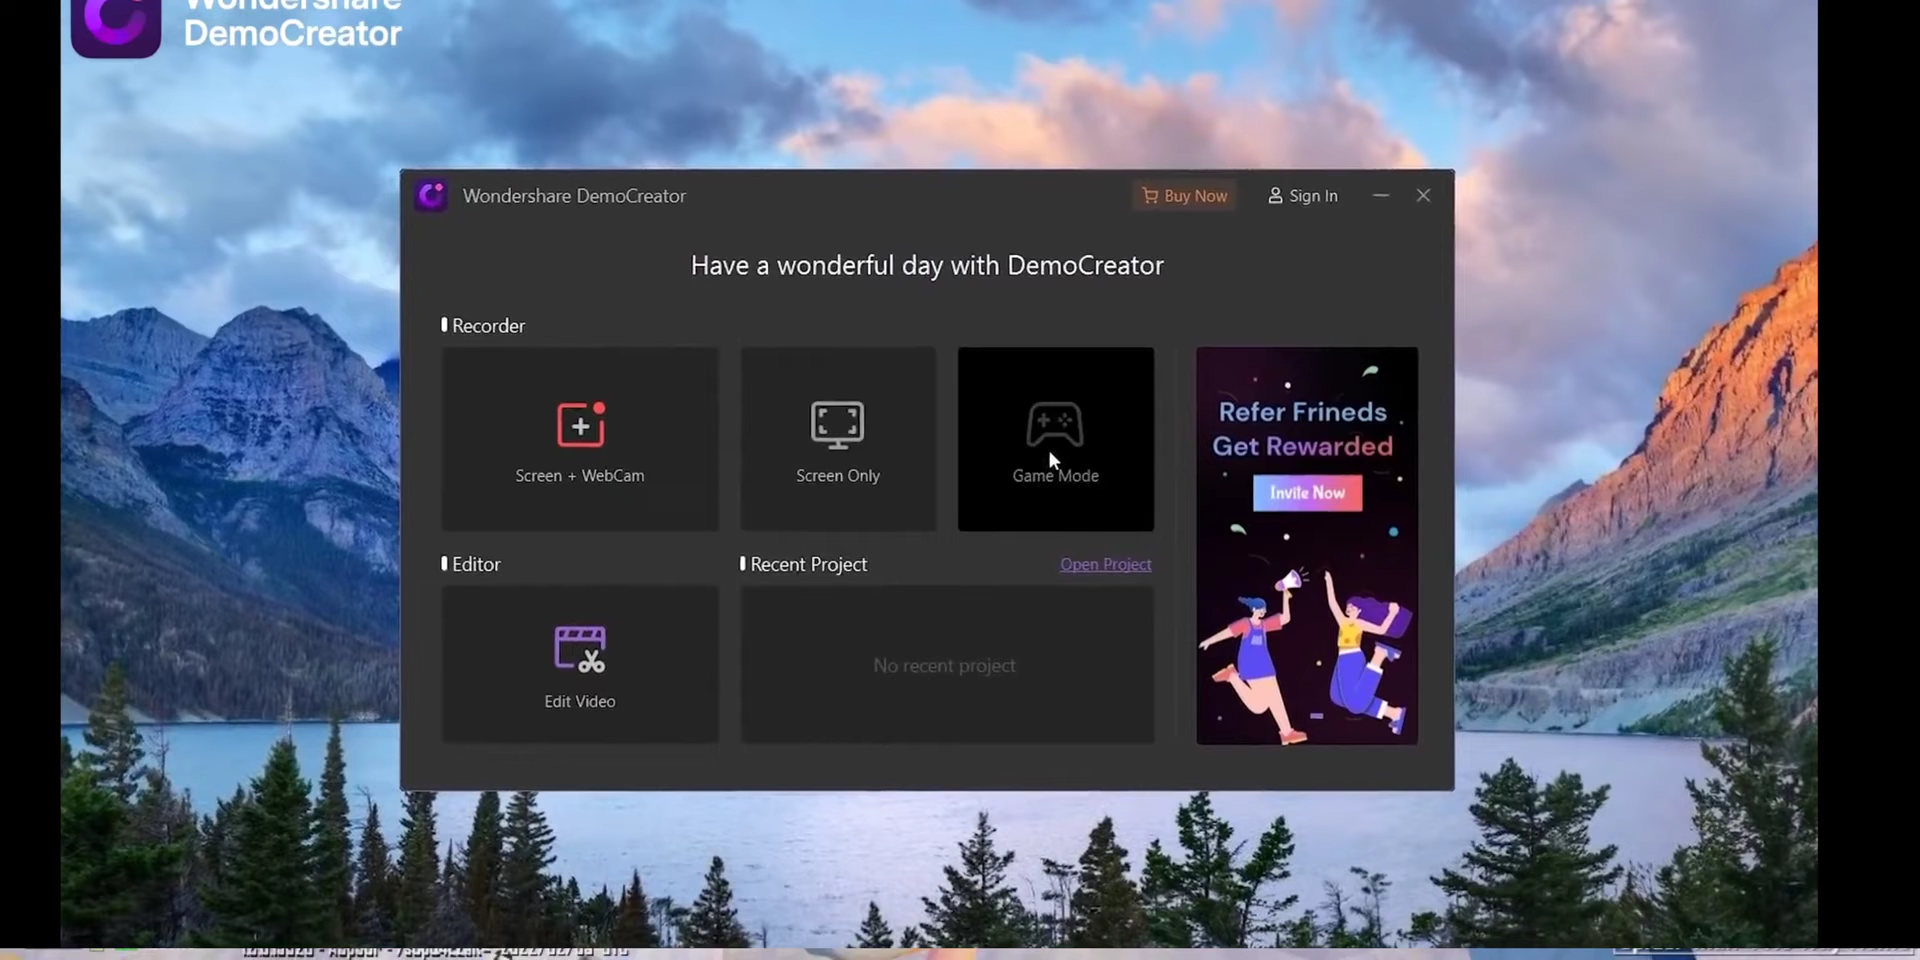 Wondershare
DemoCreator
Wondershare DemoCreator
Buy Now
Sign In
Have a wonderful day with DemoCreator
Recorder
Screen + WebCam
Screen Only
Game Mode
Refer Frineds
Get Rewarded
Invite Now
Editor
Recent Project
Open Project
Edit Video
No recent project